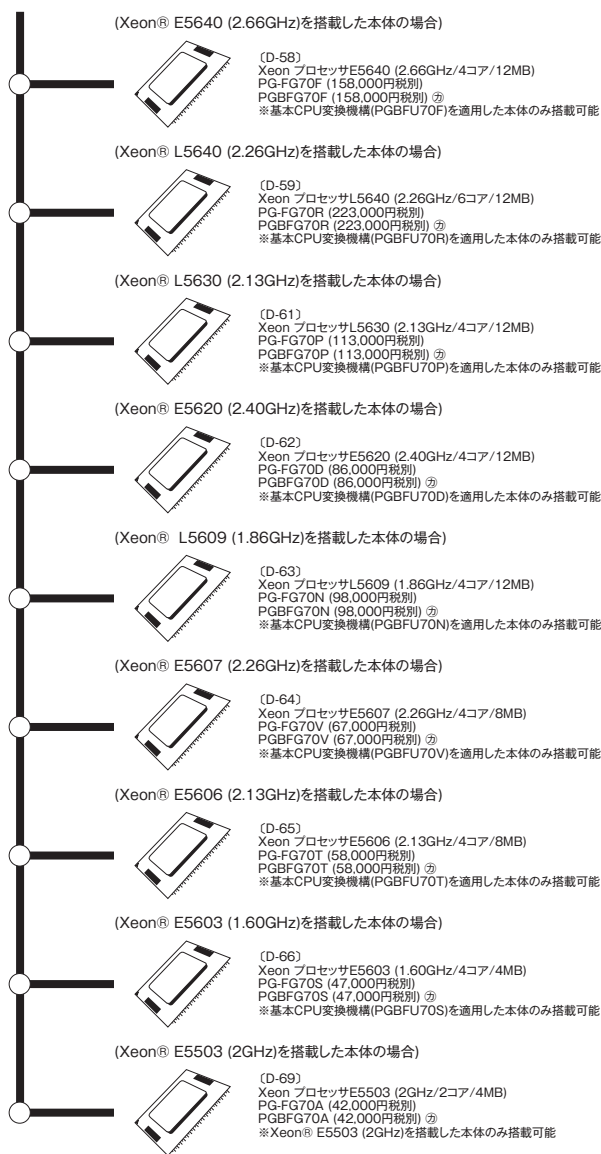 (Xeon® E5640 (2.66GHz)を搭載した本体の場合)
〔D-58〕
Xeon プロセッサE5640 (2.66GHz/4コア/12MB)
PG-FG70F (158,000円税別)
PGBFG70F (158,000円税別) ㋕
※基本CPU変換機構(PGBFU70F)を適用した本体のみ搭載可能
(Xeon® L5640 (2.26GHz)を搭載した本体の場合)
〔D-59〕
Xeon プロセッサL5640 (2.26GHz/6コア/12MB)
PG-FG70R (223,000円税別)
PGBFG70R (223,000円税別) ㋕
※基本CPU変換機構(PGBFU70R)を適用した本体のみ搭載可能
(Xeon® L5630 (2.13GHz)を搭載した本体の場合)
〔D-61〕
Xeon プロセッサL5630 (2.13GHz/4コア/12MB)
PG-FG70P (113,000円税別)
PGBFG70P (113,000円税別) ㋕
※基本CPU変換機構(PGBFU70P)を適用した本体のみ搭載可能
(Xeon® E5620 (2.40GHz)を搭載した本体の場合)
〔D-62〕
Xeon プロセッサE5620 (2.40GHz/4コア/12MB)
PG-FG70D (86,000円税別)
PGBFG70D (86,000円税別) ㋕
※基本CPU変換機構(PGBFU70D)を適用した本体のみ搭載可能
(Xeon® L5609 (1.86GHz)を搭載した本体の場合)
〔D-63〕
Xeon プロセッサL5609 (1.86GHz/4コア/12MB)
PG-FG70N (98,000円税別)
PGBFG70N (98,000円税別) ㋕
※基本CPU変換機構(PGBFU70N)を適用した本体のみ搭載可能
(Xeon® E5607 (2.26GHz)を搭載した本体の場合)
〔D-64〕
Xeon プロセッサE5607 (2.26GHz/4コア/8MB)
PG-FG70V (67,000円税別)
PGBFG70V (67,000円税別) ㋕
※基本CPU変換機構(PGBFU70V)を適用した本体のみ搭載可能
(Xeon® E5606 (2.13GHz)を搭載した本体の場合)
〔D-65〕
Xeon プロセッサE5606 (2.13GHz/4コア/8MB)
PG-FG70T (58,000円税別)
PGBFG70T (58,000円税別) ㋕
※基本CPU変換機構(PGBFU70T)を適用した本体のみ搭載可能
(Xeon® E5603 (1.60GHz)を搭載した本体の場合)
〔D-66〕
Xeon プロセッサE5603 (1.60GHz/4コア/4MB)
PG-FG70S (47,000円税別)
PGBFG70S (47,000円税別) ㋕
※基本CPU変換機構(PGBFU70S)を適用した本体のみ搭載可能
(Xeon® E5503 (2GHz)を搭載した本体の場合)
〔D-69〕
Xeon プロセッサE5503 (2GHz/2コア/4MB)
PG-FG70A (42,000円税別)
PGBFG70A (42,000円税別) ㋕
※Xeon® E5503 (2GHz)を搭載した本体のみ搭載可能